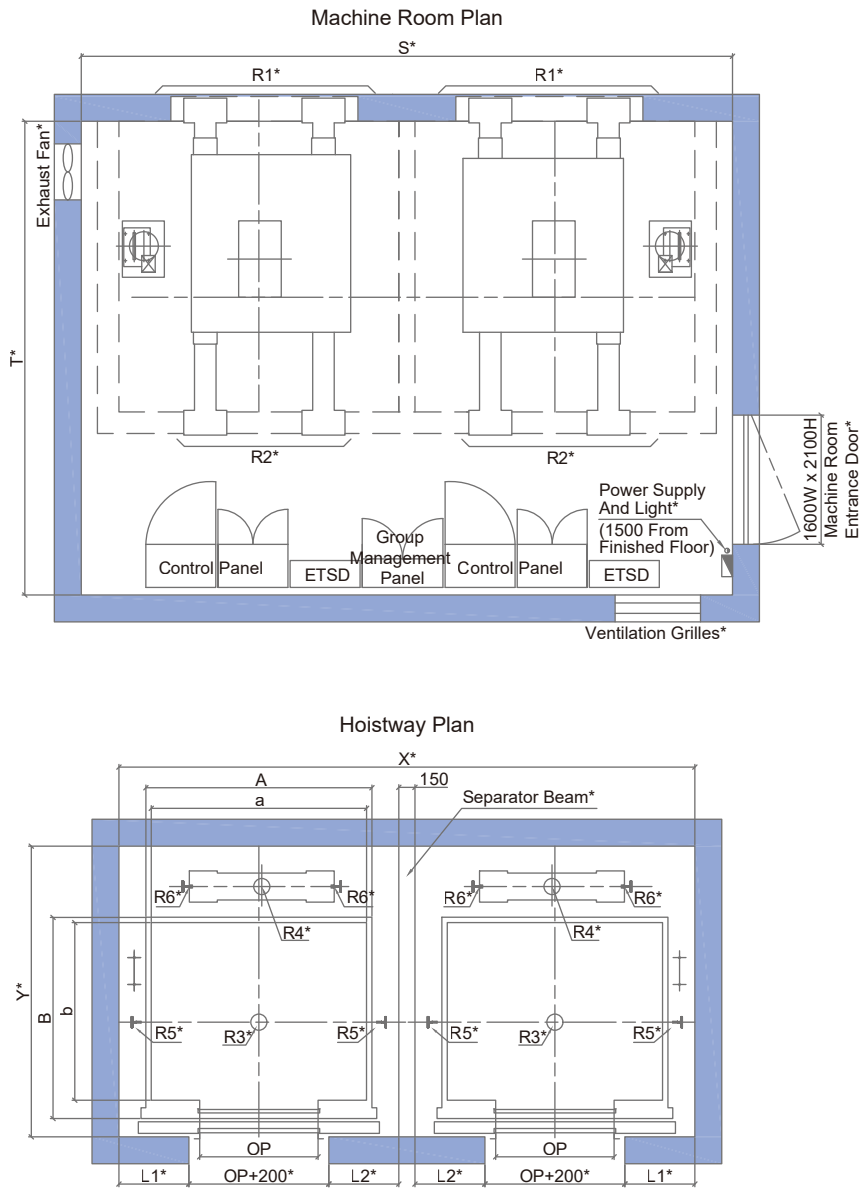 Machine Room Plan
S*
R1*
R1*
Exhaust Fan*
T*
R2*
R2*
1600W x 2100H
Machine Room
Entrance Door*
Power Supply
And Light*
(1500 From
Finished Floor)
Control Panel
ETSD
Group
Management
Panel
Control Panel
ETSD
Ventilation Grilles*
Hoistway Plan
X*
A
150
a
Separator Beam*
R6*
R6*
R6*
R6*
R4*
R4*
Y*
B
b
R5*
R3*
R5*
R5*
R3*
R5*
OP
OP
L1*
OP+200*
L2*
L2*
OP+200*
L1*